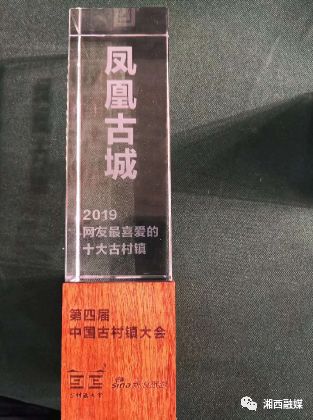 凤凰古城
2019
网友最喜爱的
十大古村镇
第四届
中国古村镇大会
sina
湘西融媒